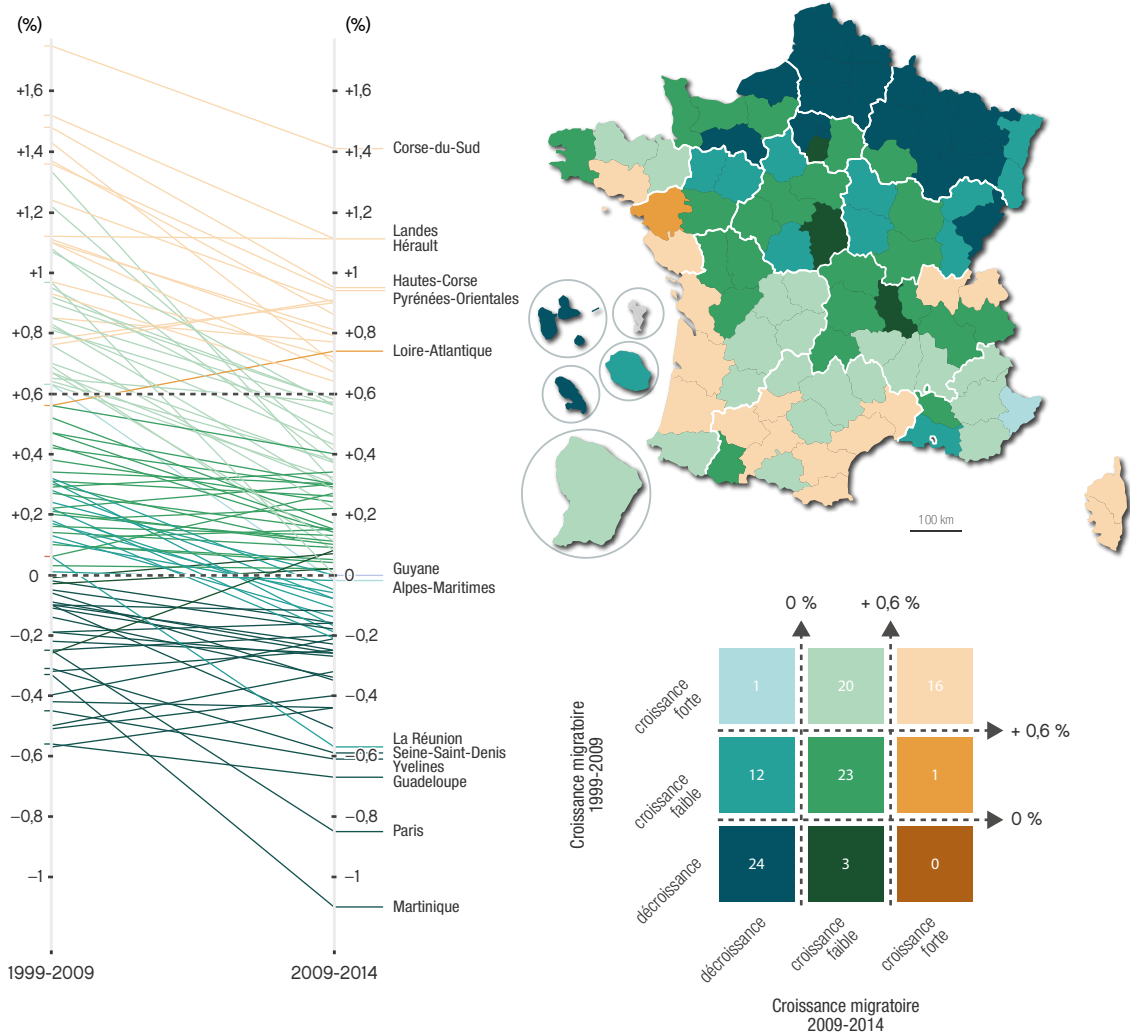 (%)
(%)
+1,6
+1,4
+1,2
+1
+0,8
+0,6
+0,4
+0,2
0
−0,2
−0,4
−0,6
−0,8
−1
1999-2009
+1,6
+1,4
+1,2
+1
+0,8
+0,6
+0,4
+0,2
0
−0,2
−0,4
−0,6
−0,8
−1
2009-2014
Corse-du-Sud
Landes
Hérault
Hautes-Corse
Pyrénées-Orientales
Loire-Atlantique
Guyane
Alpes-Maritimes
La Réunion
Seine-Saint-Denis
Yvelines
Guadeloupe
Paris
Martinique
100 km
0 %
+ 0,6 %
Croissance migratoire
1999-2009
croissance
forte
1
20
16
+ 0,6 %
croissance
faible
12
23
1
0 %
décroissance
24
3
0
décroissance
croissance
faible
croissance
forte
Croissance migratoire
2009-2014